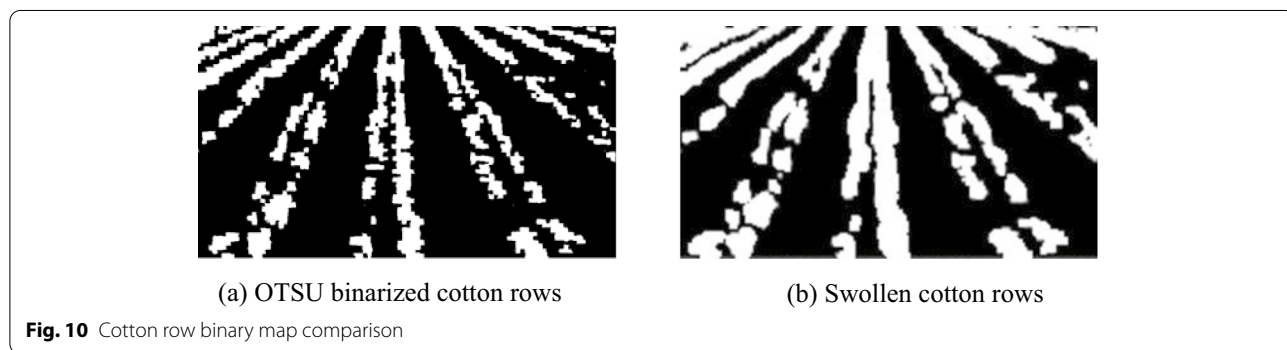 (a) OTSU binarized cotton rows
(b) Swollen cotton rows
Fig. 10 Cotton row binary map comparison